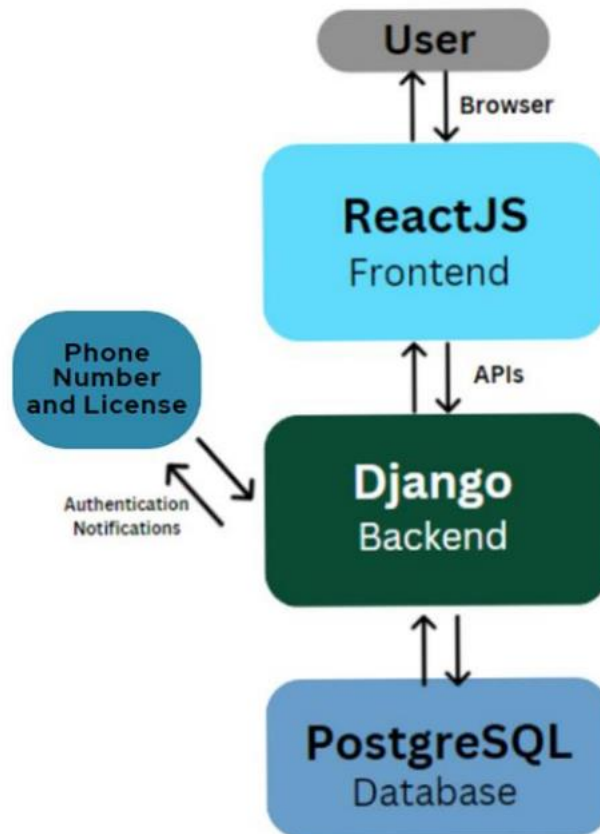 User
Browser
ReactJS
Frontend
APIs
Phone
Number
and License
Authentication
Notifications
Django
Backend
PostgreSQL
Database